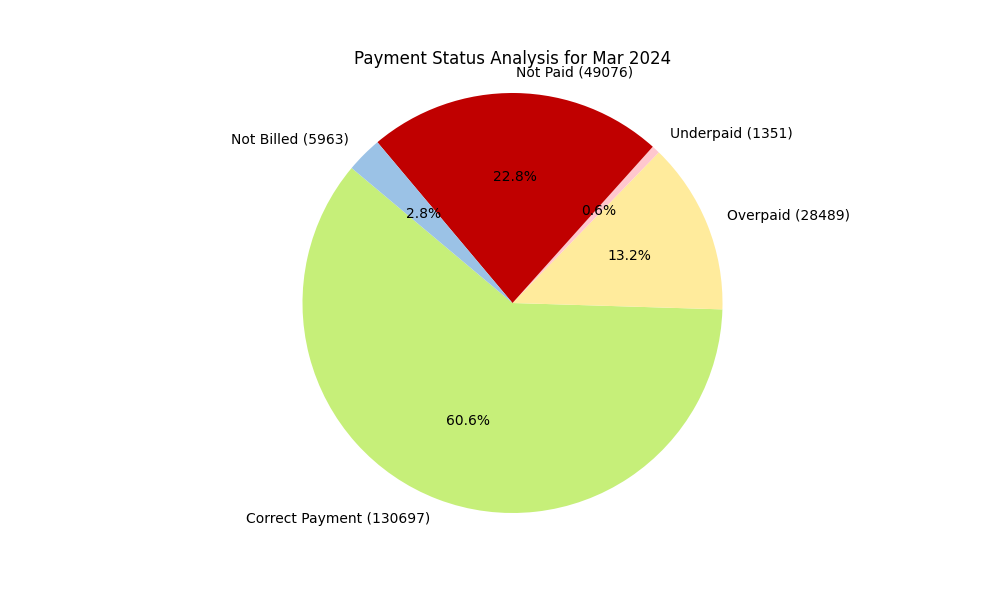 Payment Status Analysis for Mar 2024
Not Paid (49076)
Underpaid (1351)
Not Billed (5963)
22.8%
0.6%
2.8%
Overpaid (28489)
13.2%
60.6%
Correct Payment (130697)